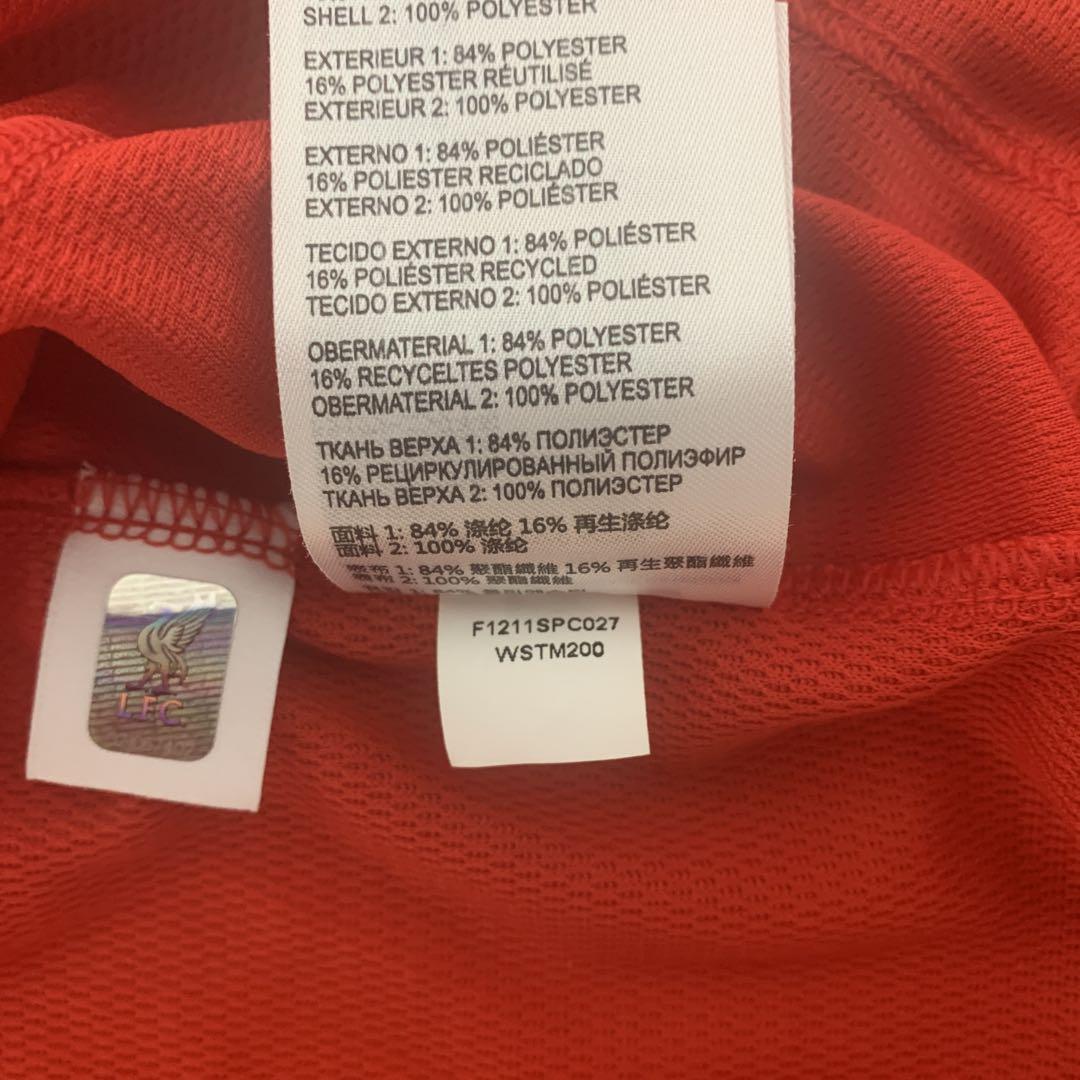 SHELL 2: 100% POLYESTER
EXTERIEUR 1: 84% POLYESTER
16% POLYESTER RÉUTILISÉ
EXTERIEUR 2: 100% POLYESTER
EXTERNO 1: 84% POLIÉSTER
16% POLIESTER RECICLADO
EXTERNO 2: 100% POLIÉSTER
TECIDO EXTERNO 1: 84% POLIÉSTER
16% POLIÉSTER RECYCLED
TECIDO EXTERNO 2: 100% POLIÉSTER
OBERMATERIAL 1: 84% POLYESTER
16% RECYCELTES POLYESTER
OBERMATERIAL 2: 100% POLYESTER
ТКАНЬ ВЕРХА 1: 84% ПОЛИЭСТЕР
16% РЕЦИРКУЛИРОВАННЫЙ ПОЛИЭФИР
ТКАНЬ ВЕРХА 2: 100% ПОЛИЭСТЕР
面料 1: 84% 涤纶 16% 再生涤纶
面料 2: 100% 涤纶
1: 84% 聚酯纖維 16% 再生聚酯纖維
2: 100% 聚酯纖維
F1211SPC027
WSTM200
L.F.C.